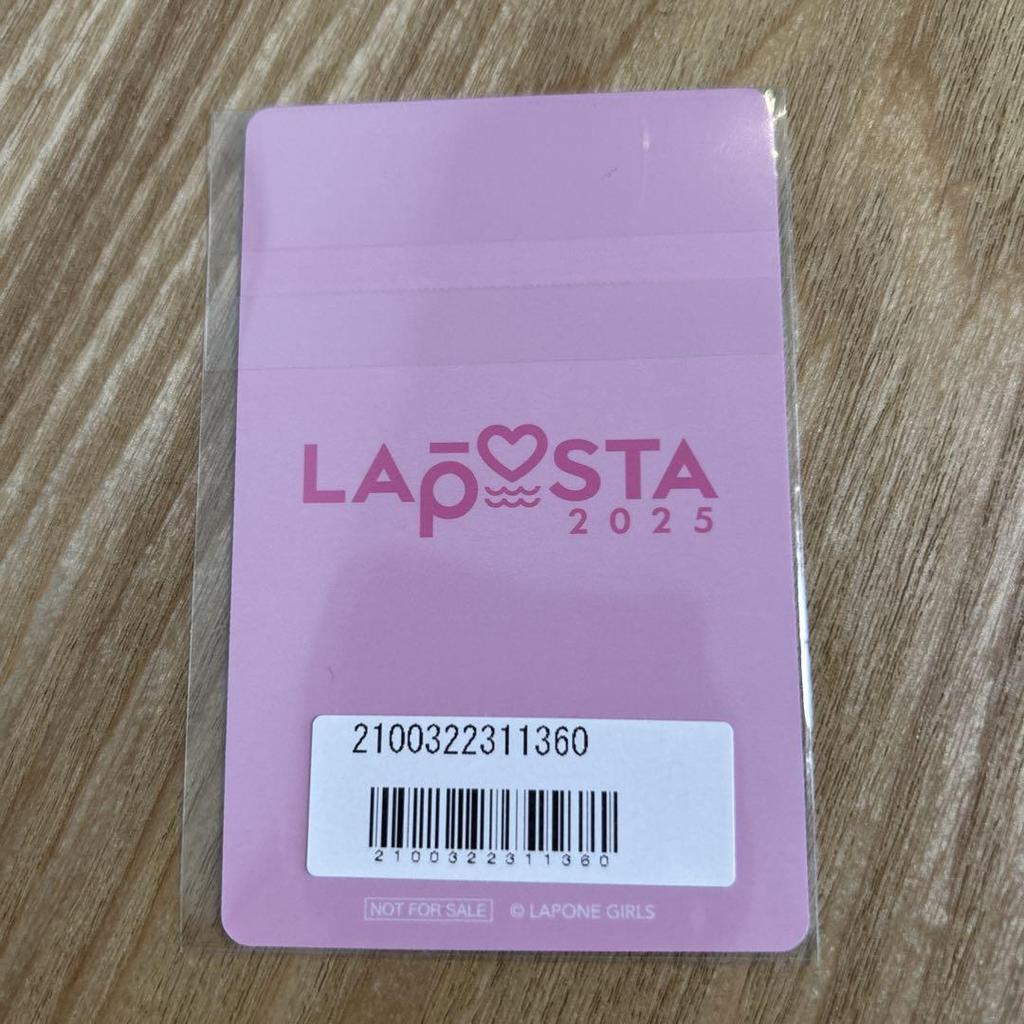 LAPOSTA
2025
2100322311360
2100322311360
NOT FOR SALE © LAPONE GIRLS